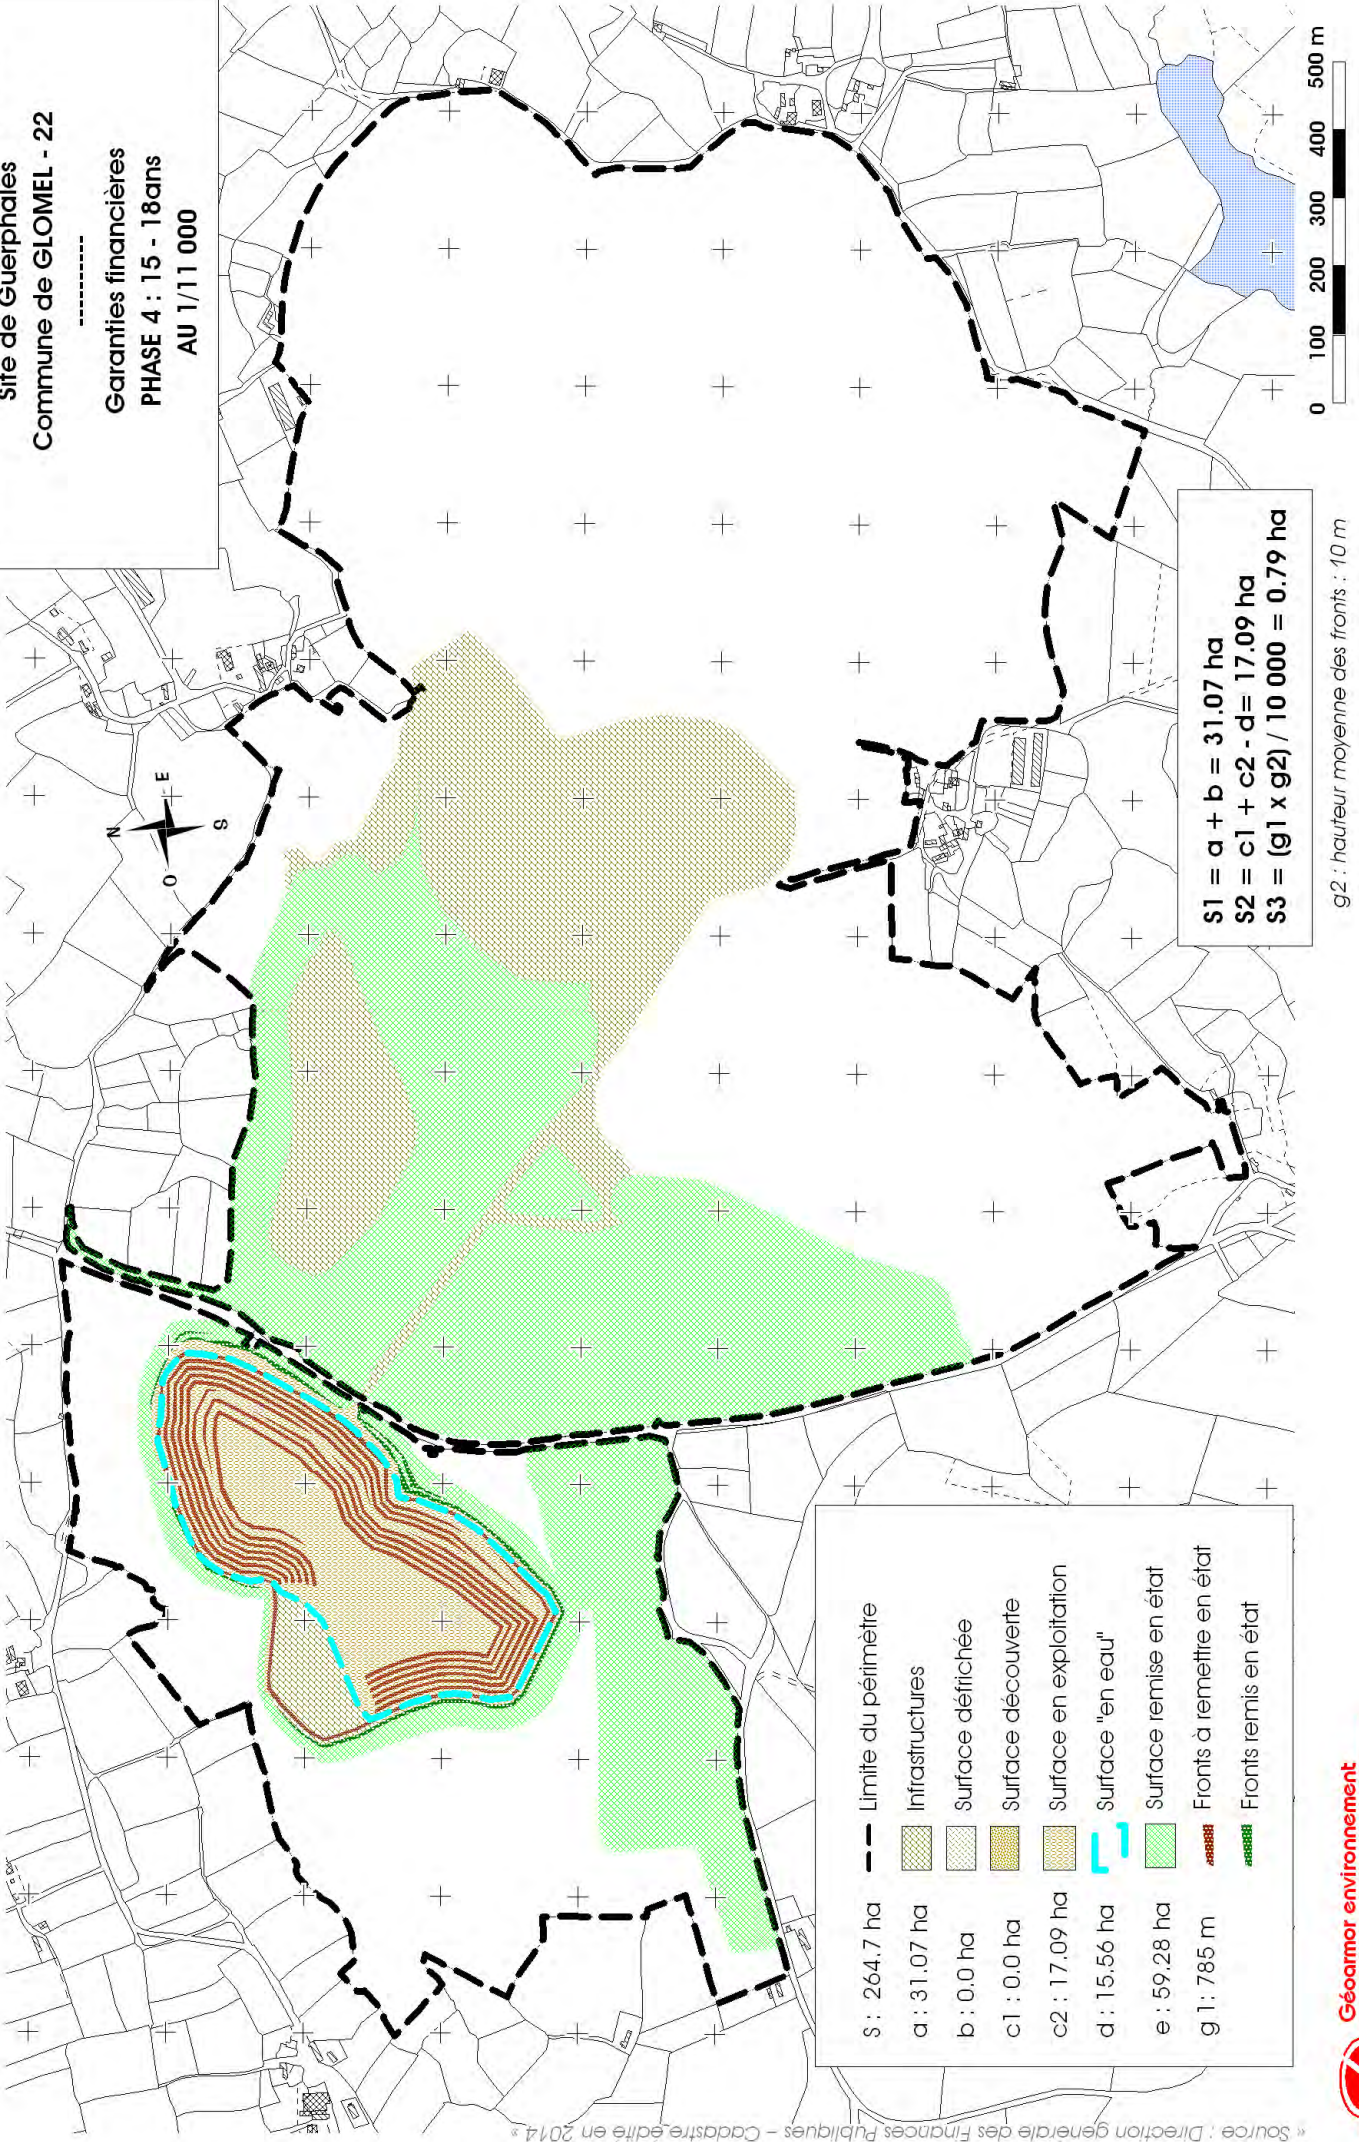 Site de Guerphalès
Commune de GLOMEL - 22
-----------
Garanties financières
PHASE 4 : 15 - 18ans
AU 1/11 000
N
O
E
S
S : 264.7 ha Limite du périmètre
a : 31.07 ha Infrastructures
b : 0.0 ha Surface défrichée
c1 : 0.0 ha Surface découverte
c2 : 17.09 ha Surface en exploitation
d : 15.56 ha Surface "en eau"
e : 59.28 ha Surface remise en état
g1 : 785 m Fronts à remettre en état
Fronts remis en état
S1 = a + b = 31.07 ha
S2 = c1 + c2 - d= 17.09 ha
S3 = (g1 x g2) / 10 000 = 0.79 ha
g2 : hauteur moyenne des fronts : 10 m
0 100 200 300 400 500 m
Géoarmor environnement
« Source : Direction générale des Finances Publiques – Cadastre édité en 2014 »